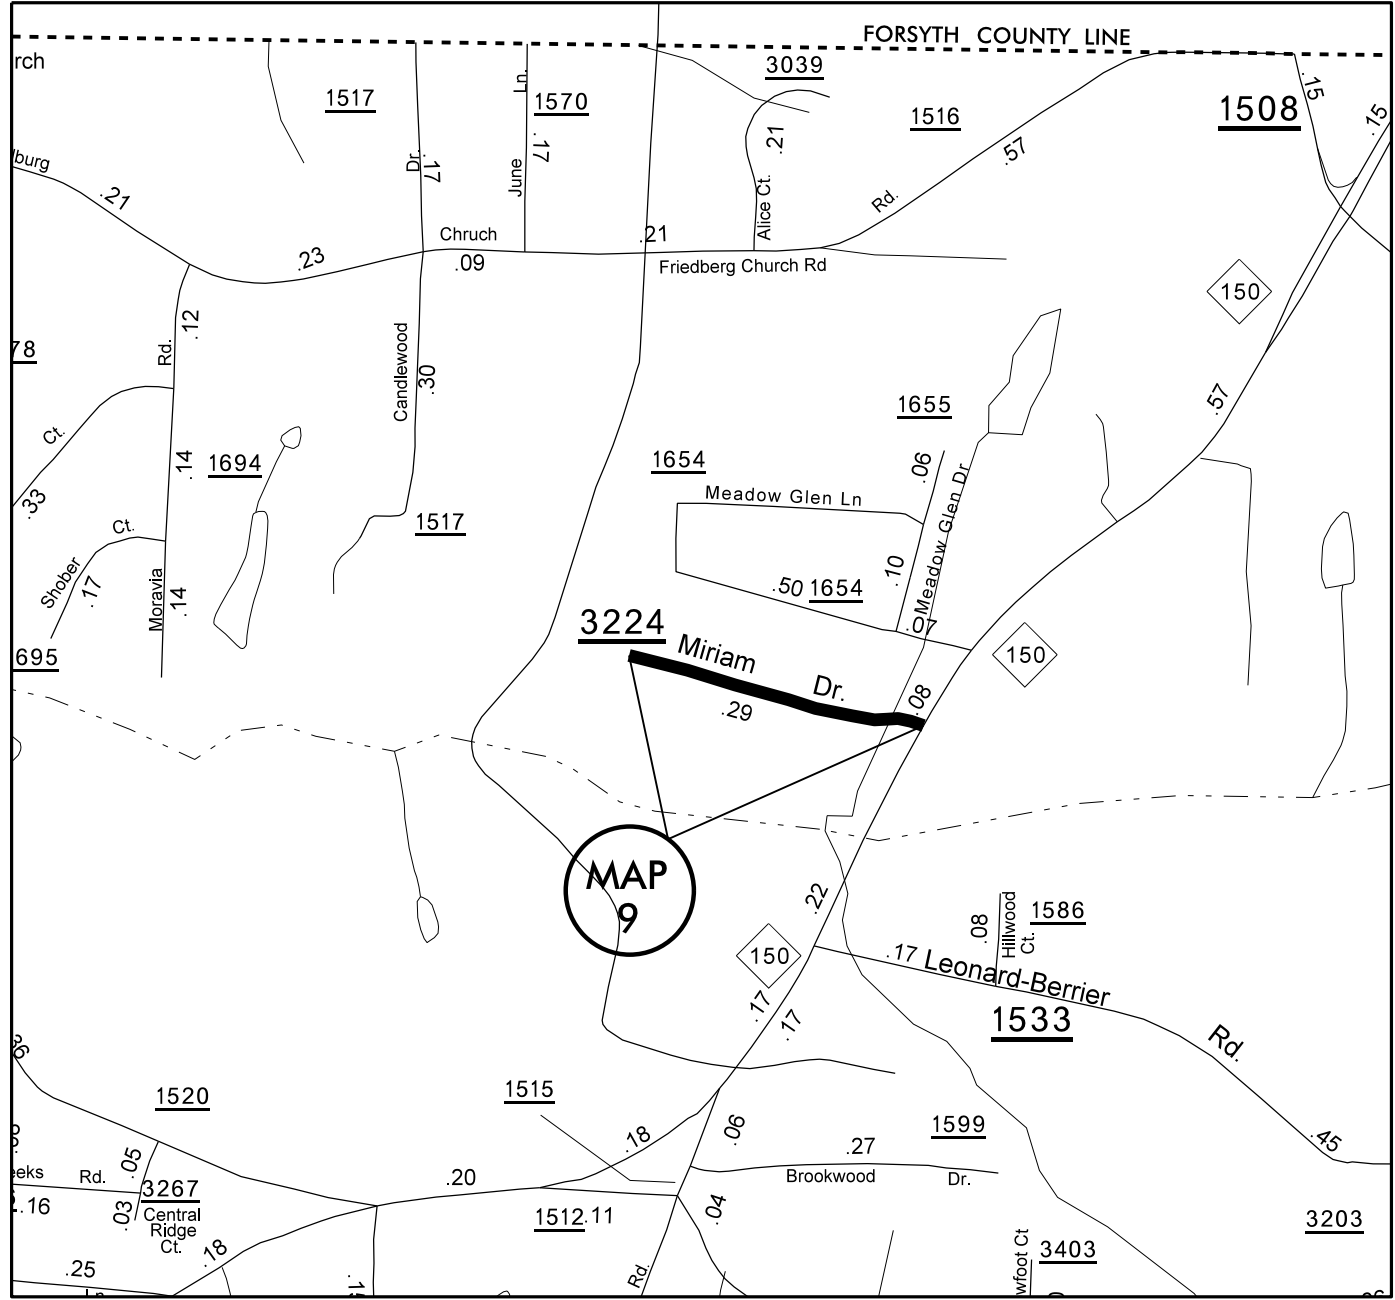 FORSYTH COUNTY LINE
rch
3039
1517
Ln.
1570
1516
.15
1508
.15
lburg
Dr.
.17
.17
June
.21
.57
.21
Alice Ct.
Rd.
Chruch
.21
.23
.09
Friedberg Church Rd
150
.12
Rd.
78
Candlewood
.30
.57
1655
Ct.
.14
1694
1654
.06
Meadow Glen Ln
Meadow Glen Dr
.33
Ct.
1517
.10
Shober
.17
Moravia
.14
.50 1654
.07
3224
Miriam
Dr.
695
150
.29
.08
MAP
9
.22
.08
Hillwood
Ct.
1586
150
.17
Leonard-Berrier
.17
.17
1533
Rd.
36
1520
1515
.18
.06
1599
.45
.05
.27
eeks
Rd.
.20
Brookwood
Dr.
.16
3267
.03
Central
Ridge
Ct.
1512
.11
.04
3203
.18
wfoot Ct
3403
.25
Rd.